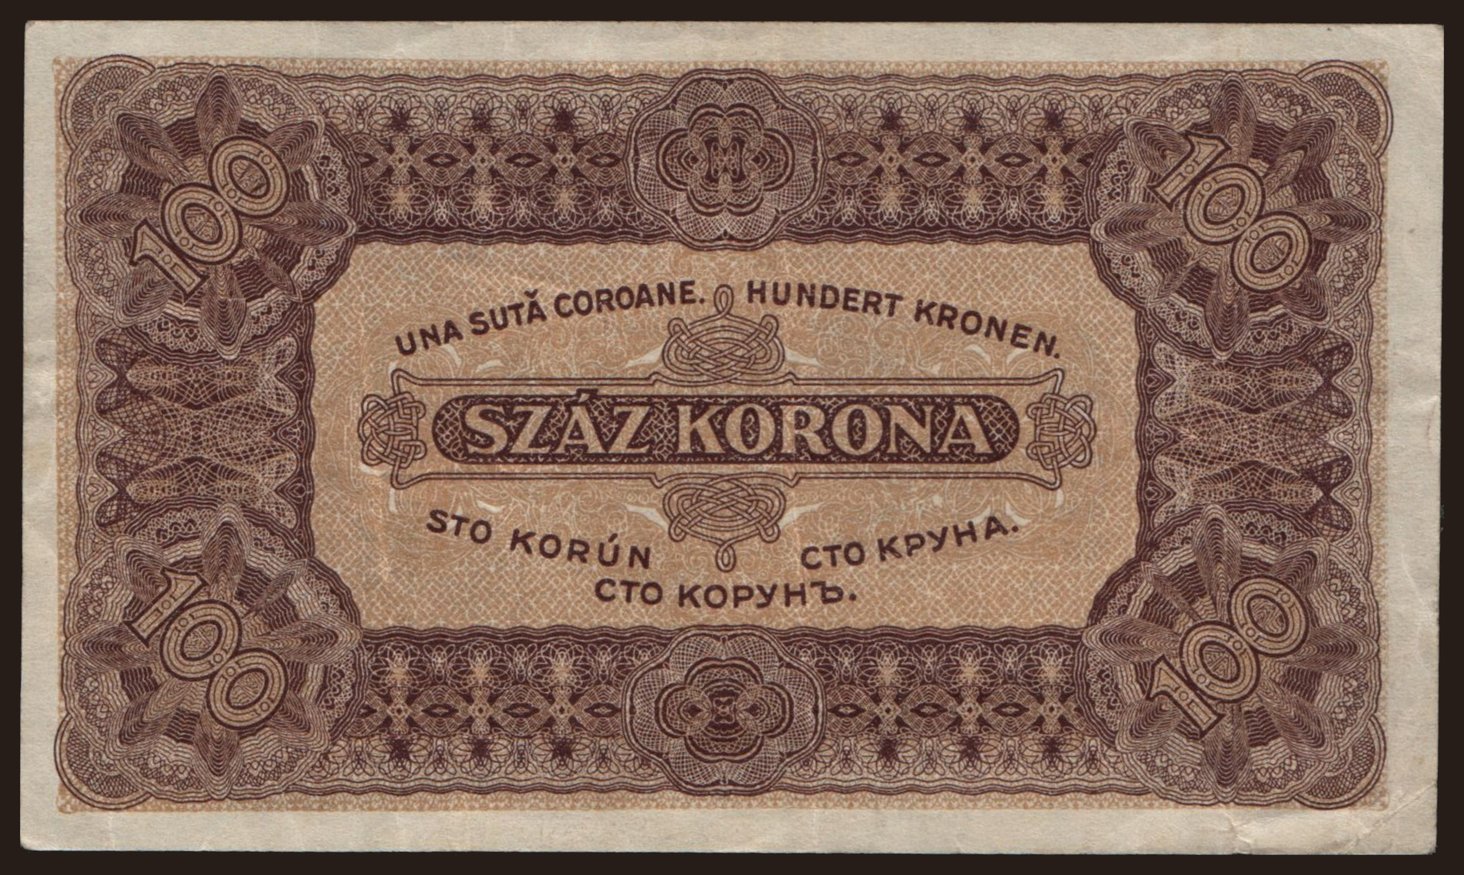 100
100
UNA SUTĂ COROANE. HUNDERT KRONEN.
SZÁZ KORONA
STO KORÚN
СТО КРУНА.
СТО КОРУНЪ.
100
100